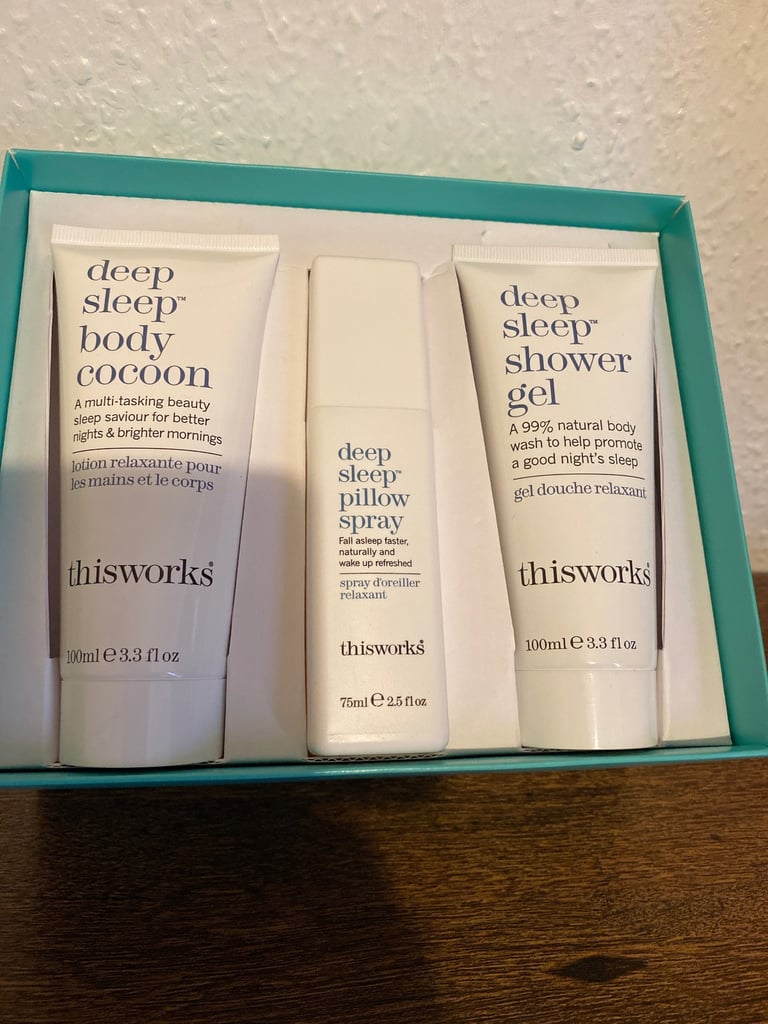 deep
sleep™
body
cocoon
A multi-tasking beauty
sleep saviour for better
nights & brighter mornings
lotion relaxante pour
les mains et le corps
thisworks®
100ml ℮ 3.3 fl oz
deep
sleep™
pillow
spray
Fall asleep faster,
naturally and
wake up refreshed
spray d'oreiller
relaxant
thisworks®
75ml ℮ 2.5 fl oz
deep
sleep™
shower
gel
A 99% natural body
wash to help promote
a good night's sleep
gel douche relaxant
thisworks®
100ml ℮ 3.3 fl oz